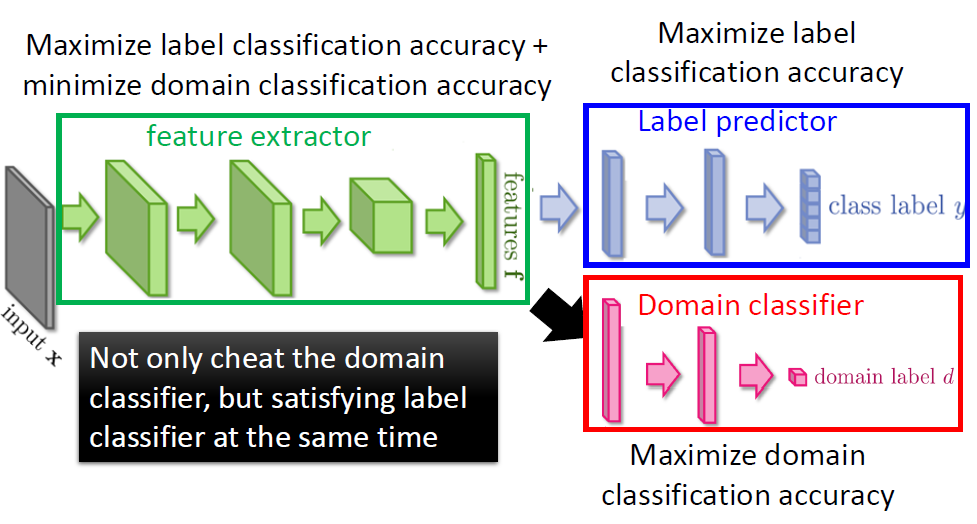 Maximize label classification accuracy +
minimize domain classification accuracy
Maximize label
classification accuracy
feature extractor
Label predictor
features f
class label y
input x
Domain classifier
domain label d
Not only cheat the domain
classifier, but satisfying label
classifier at the same time
Maximize domain
classification accuracy